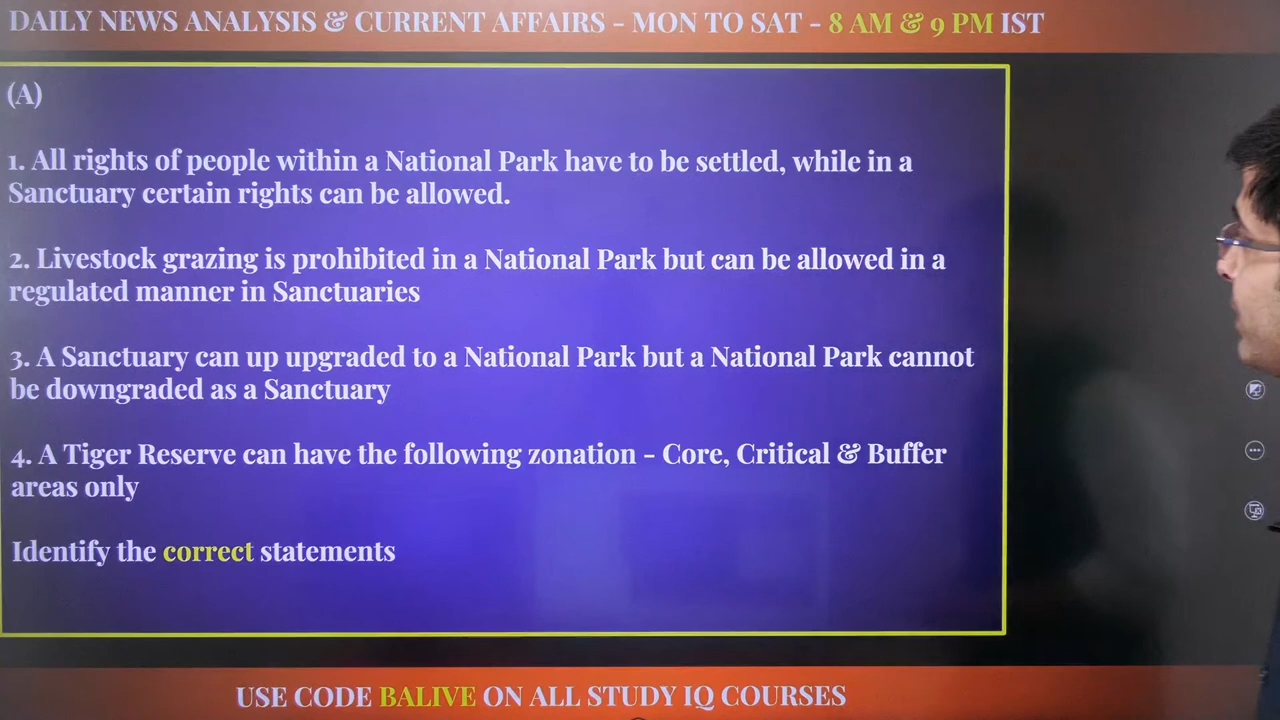 DAILY NEWS ANALYSIS & CURRENT AFFAIRS - MON TO SAT - 8 AM & 9 PM IST
(A)
1. All rights of people within a National Park have to be settled, while in a
Sanctuary certain rights can be allowed.
2. Livestock grazing is prohibited in a National Park but can be allowed in a
regulated manner in Sanctuaries
3. A Sanctuary can up upgraded to a National Park but a National Park cannot
be downgraded as a Sanctuary
4. A Tiger Reserve can have the following zonation - Core, Critical & Buffer
areas only
Identify the correct statements
USE CODE BALIVE ON ALL STUDY IQ COURSES